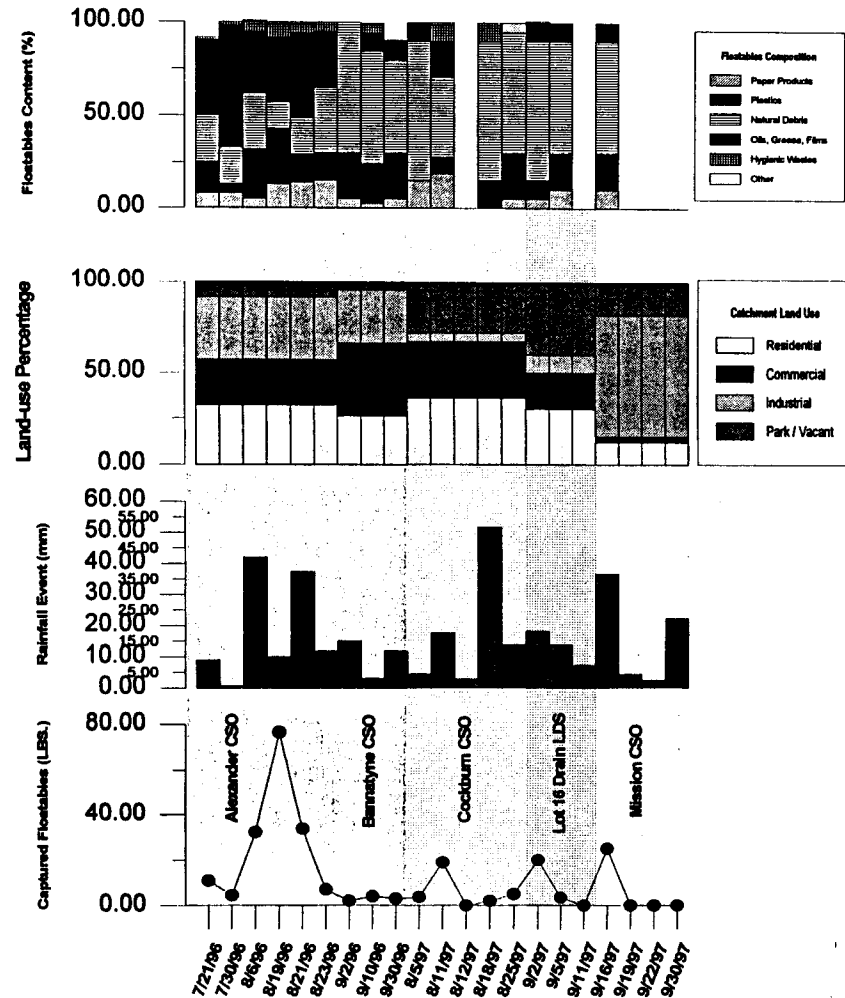 100.00
50.00
0.00
Floatables Content (%)
Floatables Composition
Paper Products
Plastics
Natural Debris
Oils, Grease, Films
Hygienic Wastes
Other
100.00
50.00
0.00
Land-use Percentage
Catchment Land Use
Residential
Commercial
Industrial
Park / Vacant
60.00
55.00
50.00
45.00
40.00
35.00
30.00
25.00
20.00
15.00
10.00
5.00
0.00
Rainfall Event (mm)
80.00
40.00
0.00
Captured Floatables (LBS.)
Alexander CSO
Bannatyne CSO
Cockburn CSO
Lot 16 Drain LDS
Mission CSO
7/21/96
7/30/96
8/6/96
8/19/96
8/21/96
8/23/96
9/2/96
9/10/96
9/30/96
8/5/97
8/11/97
8/12/97
8/18/97
8/25/97
9/2/97
9/5/97
9/11/97
9/16/97
9/19/97
9/22/97
9/30/97